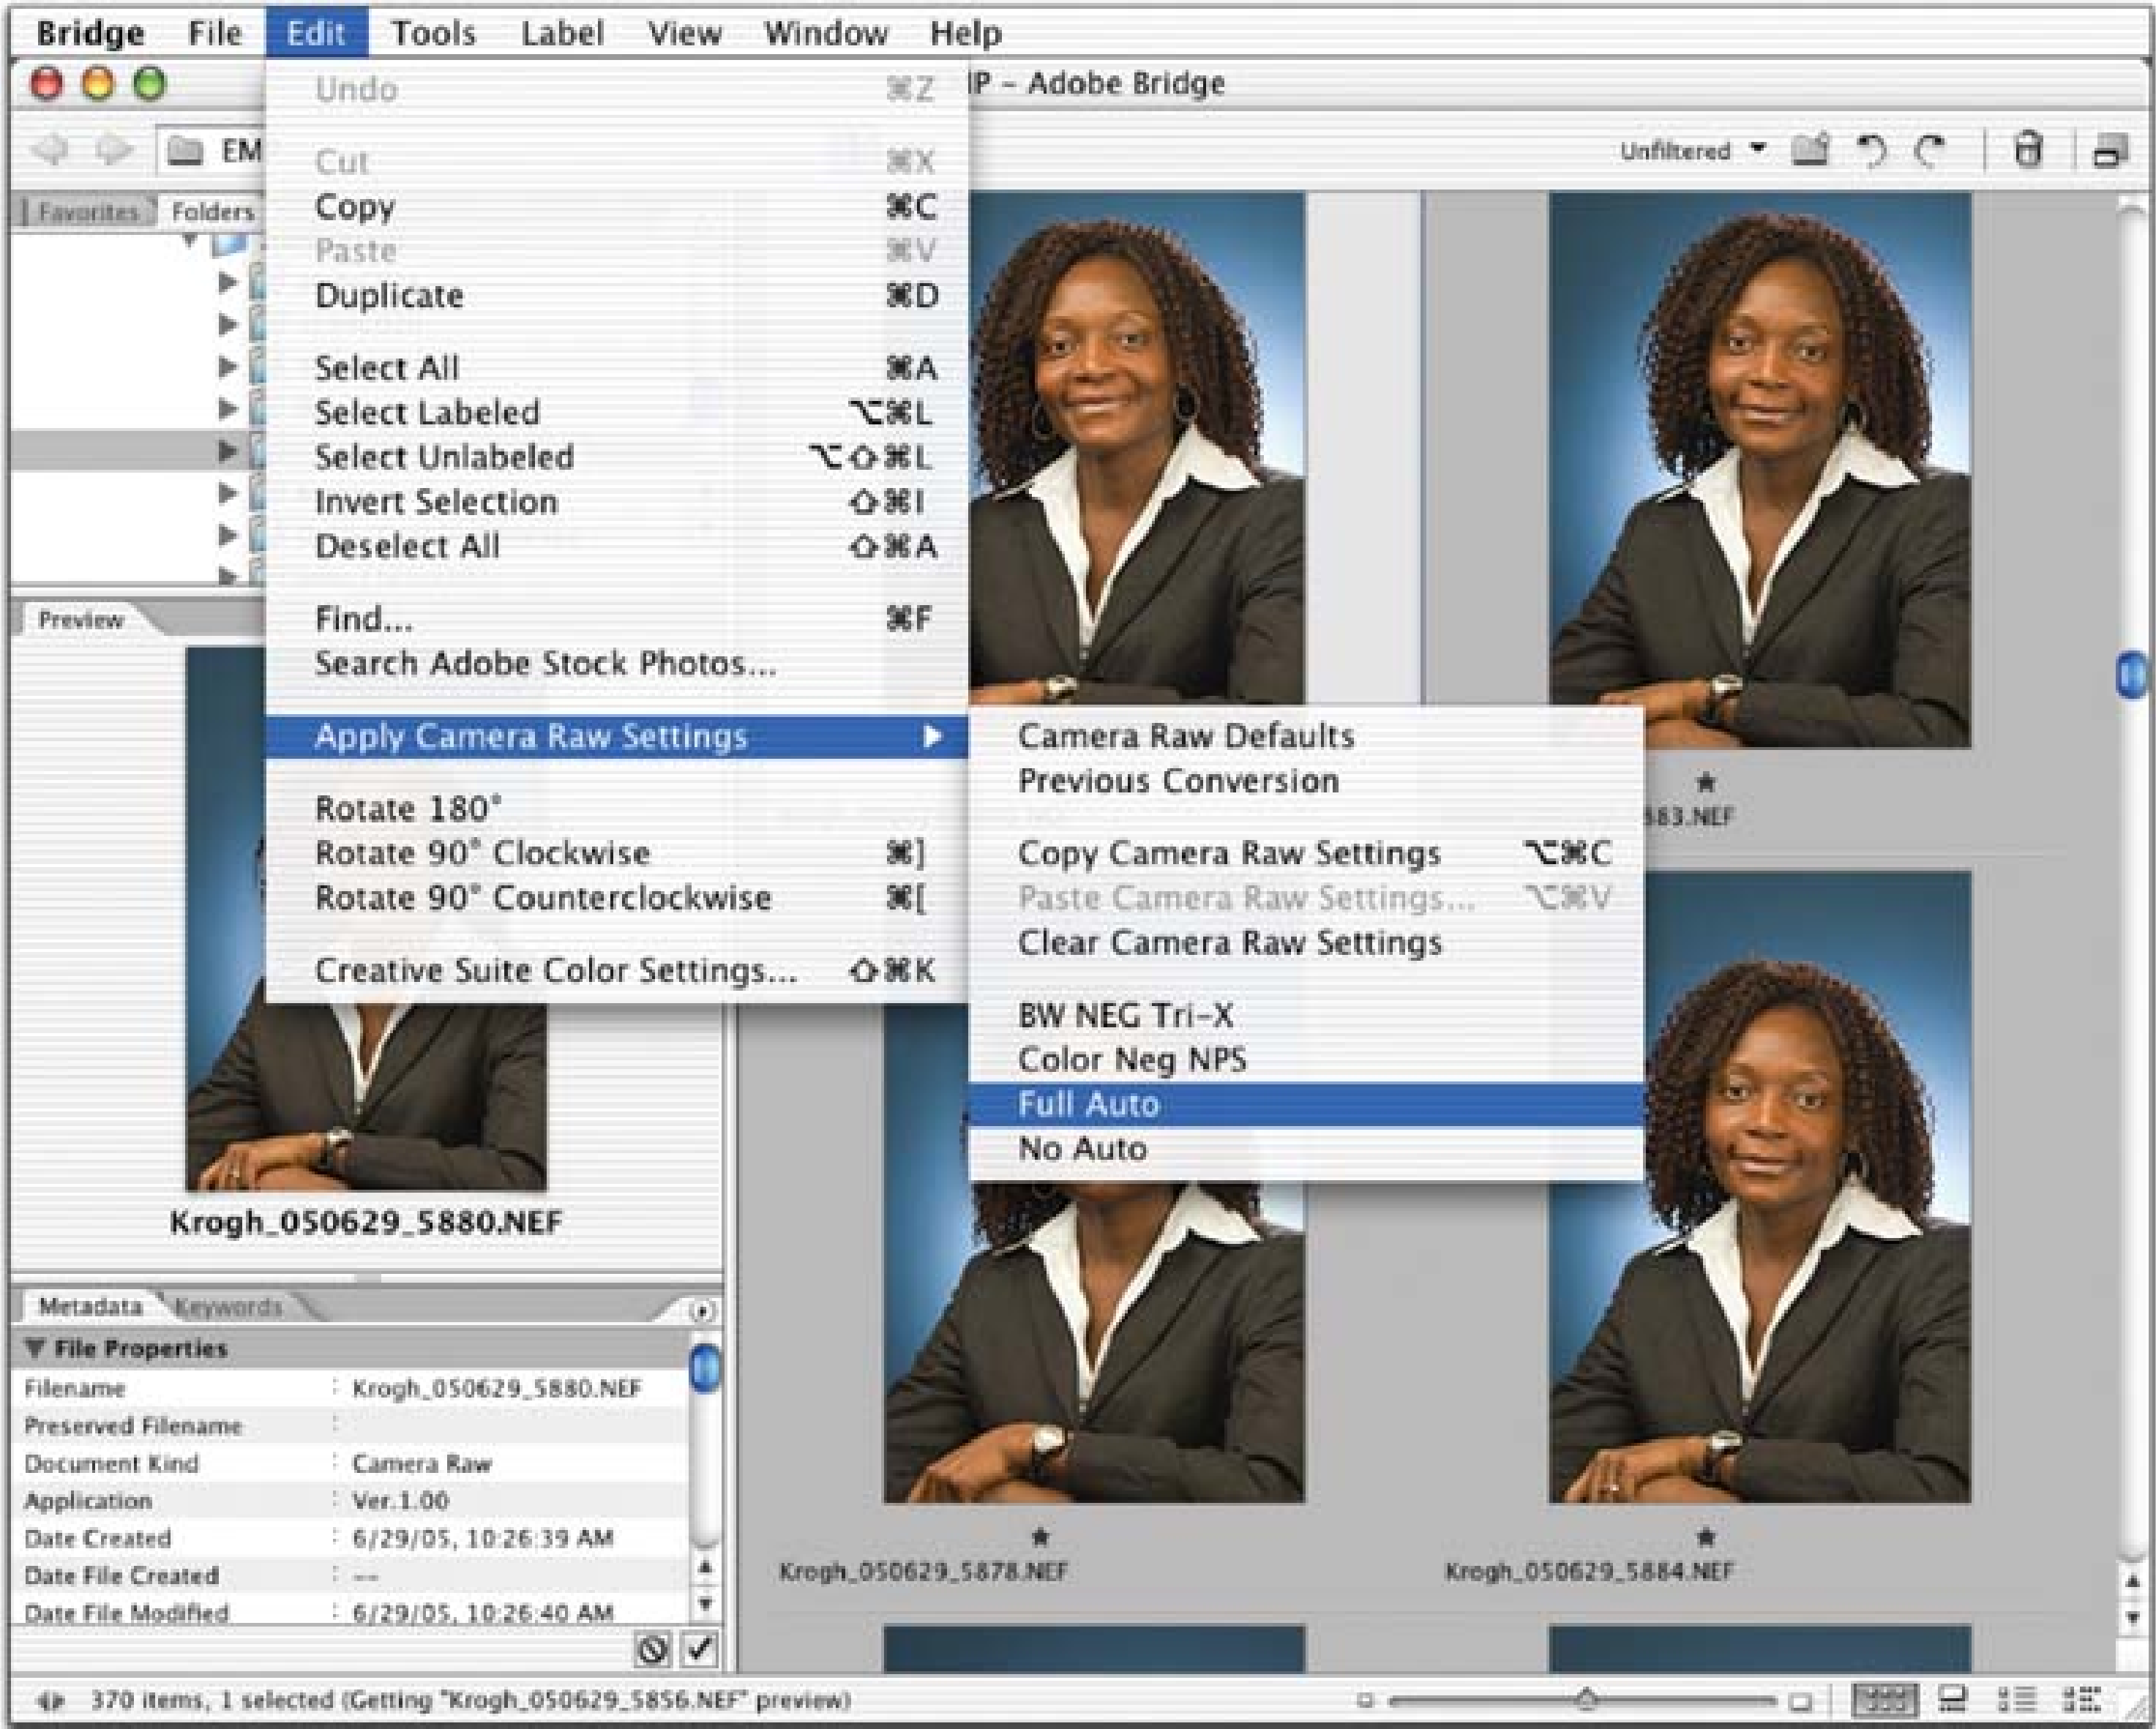 Bridge File Edit Tools Label View Window Help
IP – Adobe Bridge
EM
Unfiltered
Favorites Folders
Undo ⌘Z
Cut ⌘X
Copy ⌘C
Paste ⌘V
Duplicate ⌘D
Select All ⌘A
Select Labeled ⌥⌘L
Select Unlabeled ⌥⇧⌘L
Invert Selection ⇧⌘I
Deselect All ⇧⌘A
Find... ⌘F
Search Adobe Stock Photos...
Apply Camera Raw Settings
Rotate 180°
Rotate 90° Clockwise ⌘]
Rotate 90° Counterclockwise ⌘[
Creative Suite Color Settings... ⇧⌘K
Camera Raw Defaults
Previous Conversion
Copy Camera Raw Settings ⌥⌘C
Paste Camera Raw Settings... ⌥⌘V
Clear Camera Raw Settings
BW NEG Tri-X
Color Neg NPS
Full Auto
No Auto
883.NEF
Preview
Krogh_050629_5880.NEF
Metadata Keywords
File Properties
Filename : Krogh_050629_5880.NEF
Preserved Filename :
Document Kind : Camera Raw
Application : Ver.1.00
Date Created : 6/29/05, 10:26:39 AM
Date File Created : --
Date File Modified : 6/29/05, 10:26:40 AM
Krogh_050629_5878.NEF
Krogh_050629_5884.NEF
370 items, 1 selected (Getting "Krogh_050629_5856.NEF" preview)